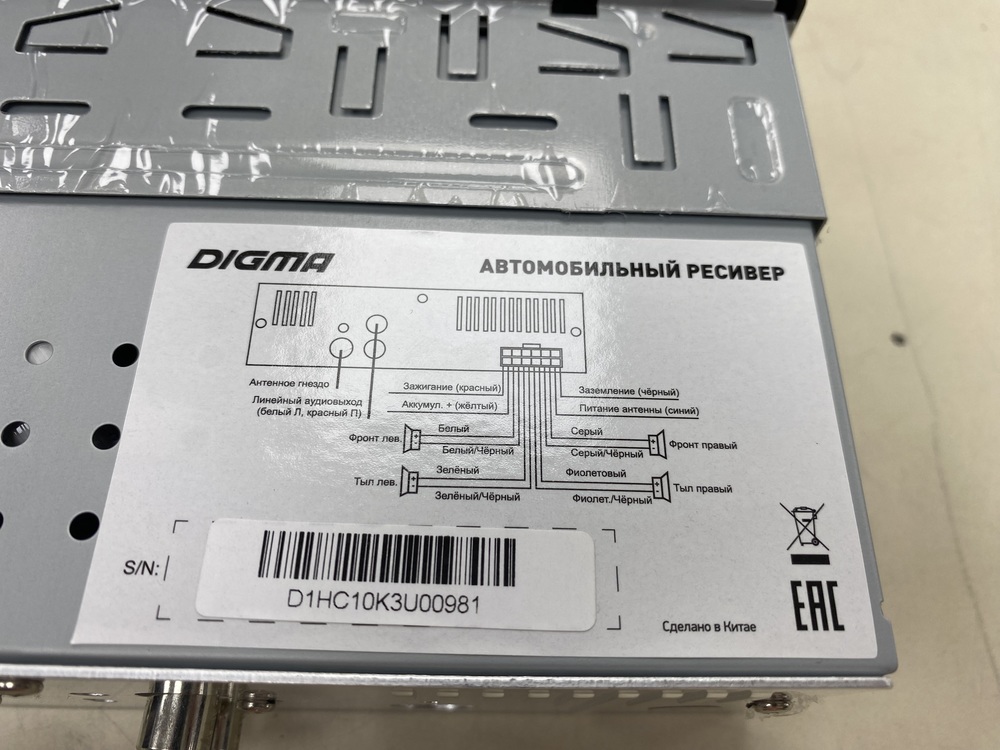 DIGMA
АВТОМОБИЛЬНЫЙ РЕСИВЕР
Антенное гнездо
Линейный аудиовыход
(белый Л, красный П)
Зажигание (красный)
Аккумул. + (жёлтый)
Заземление (чёрный)
Питание антенны (синий)
Фронт лев.
Белый
Белый/Чёрный
Серый
Серый/Чёрный
Фронт правый
Тыл лев.
Зелёный
Зелёный/Чёрный
Фиолетовый
Фиолет./Чёрный
Тыл правый
S/N:
D1HC10K3U00981
Сделано в Китае
EAC